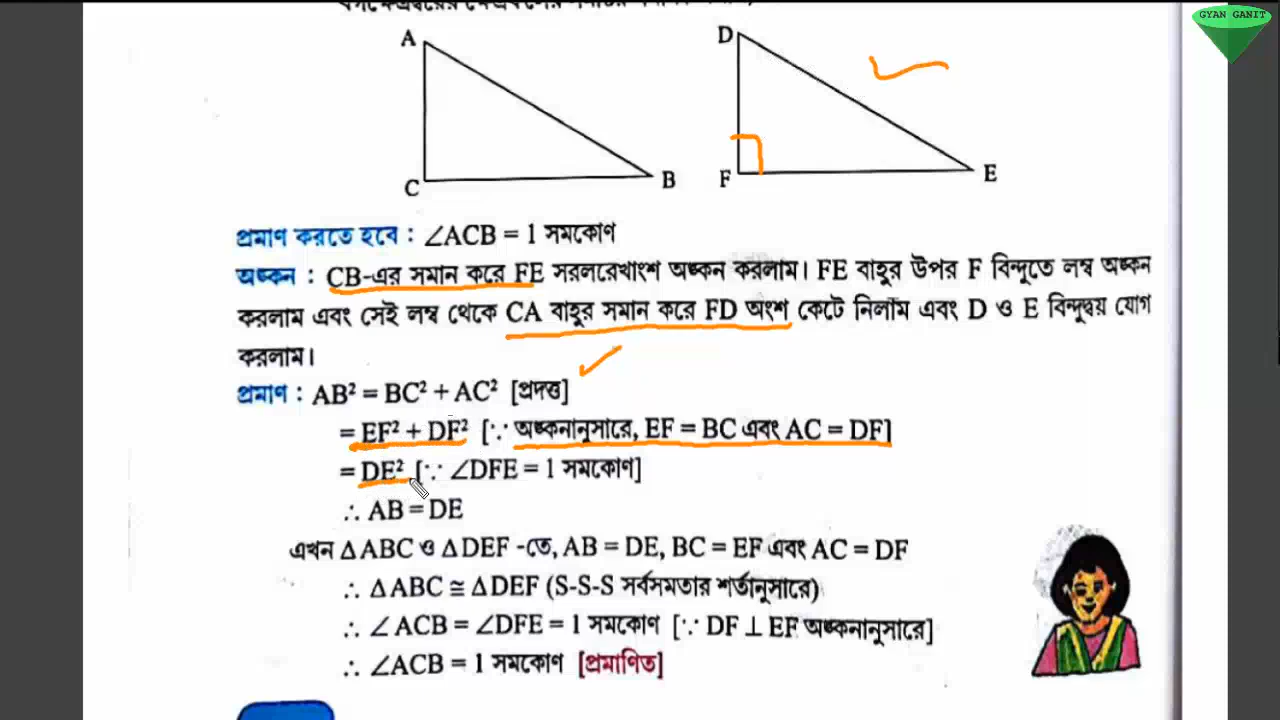 GYAN GANIT
A
D
C
B
F
E
প্রমাণ করতে হবে : ∠ACB = 1 সমকোণ
অঙ্কন : CB-এর সমান করে FE সরলরেখাংশ অঙ্কন করলাম। FE বাহুর উপর F বিন্দুতে লম্ব অঙ্কন
করলাম এবং সেই লম্ব থেকে CA বাহুর সমান করে FD অংশ কেটে নিলাম এবং D ও E বিন্দুদ্বয় যোগ
করলাম।
প্রমাণ : AB² = BC² + AC² [প্রদত্ত]
= EF² + DF² [∵ অঙ্কনানুসারে, EF = BC এবং AC = DF]
= DE² [∵ ∠DFE = 1 সমকোণ]
∴ AB = DE
এখন ΔABC ও ΔDEF -তে, AB = DE, BC = EF এবং AC = DF
∴ ΔABC ≅ ΔDEF (S-S-S সর্বসমতার শর্তানুসারে)
∴ ∠ACB = ∠DFE = 1 সমকোণ [∵ DF ⊥ EF অঙ্কনানুসারে]
∴ ∠ACB = 1 সমকোণ [প্রমাণিত]